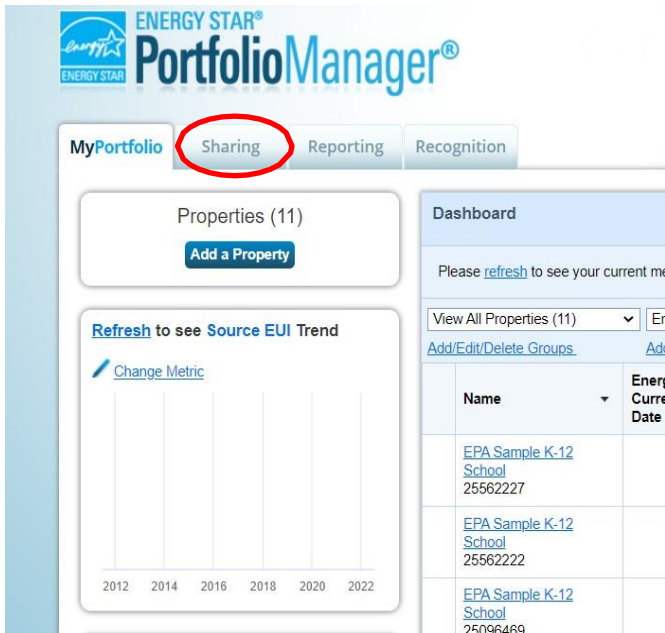 ENERGY STAR®
PortfolioManager®
energy
ENERGY STAR
MyPortfolio
Sharing
Reporting
Recognition
Properties (11)
Add a Property
Refresh to see Source EUI Trend
Change Metric
2012 2014 2016 2018 2020 2022
Dashboard
Please refresh to see your current
View All Properties (11)
Add/Edit/Delete Groups
Name
Date
EPA Sample K-12
School
25562227
EPA Sample K-12
School
25562222
EPA Sample K-12
School
25096469